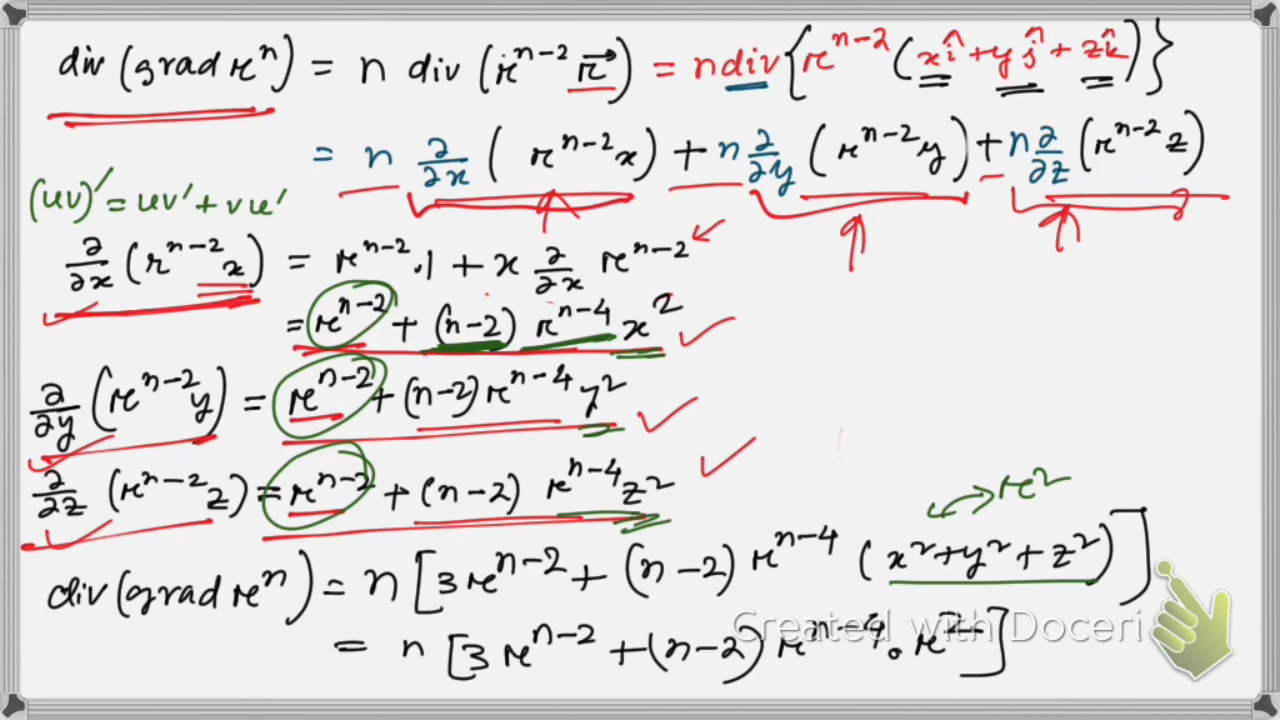 div (grad rⁿ) = n div (rⁿ⁻² r⃗) = n div {rⁿ⁻² (xî + yĵ + zk̂)}
= n ∂/∂x (rⁿ⁻² x) + n ∂/∂y (rⁿ⁻² y) + n ∂/∂z (rⁿ⁻² z)
(uv)' = uv' + vu'
∂/∂x (rⁿ⁻² x) = rⁿ⁻² · 1 + x ∂/∂x rⁿ⁻²
= rⁿ⁻² + (n-2) rⁿ⁻⁴ x²
∂/∂y (rⁿ⁻² y) = rⁿ⁻² + (n-2) rⁿ⁻⁴ y²
∂/∂z (rⁿ⁻² z) = rⁿ⁻² + (n-2) rⁿ⁻⁴ z²
r²
div (grad rⁿ) = n [3rⁿ⁻² + (n-2) rⁿ⁻⁴ (x² + y² + z²)]
= n [3 rⁿ⁻² + (n-2) rⁿ⁻⁴ · r²]
Created with Doceri